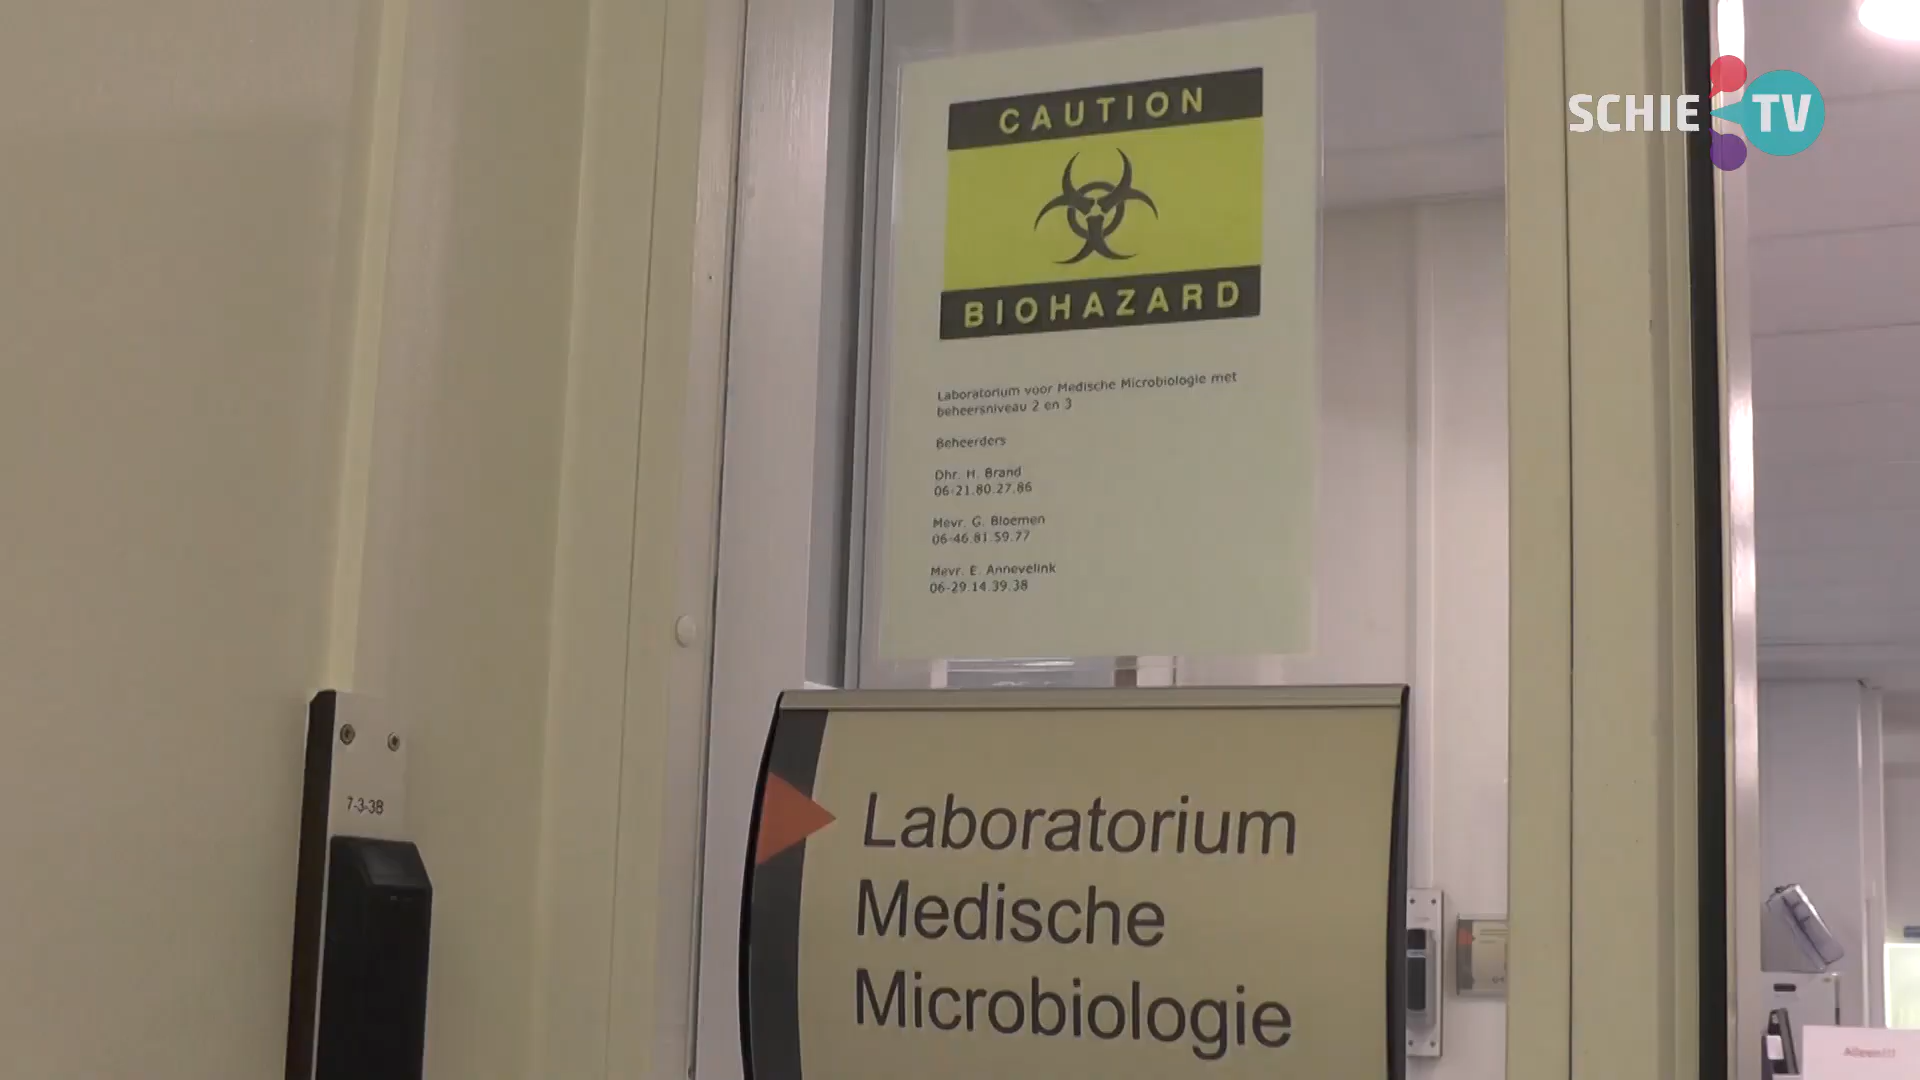 SCHIE TV
CAUTION
BIOHAZARD
Laboratorium voor Medische Microbiologie met
beheersniveau 2 en 3
Beheerders
Dhr. H. Brand
06-21.80.27.86
Mevr. G. Bloemen
06-46.81.59.77
Mevr. E. Annevelink
06-29.14.39.38
7-3-38
Laboratorium
Medische
Microbiologie